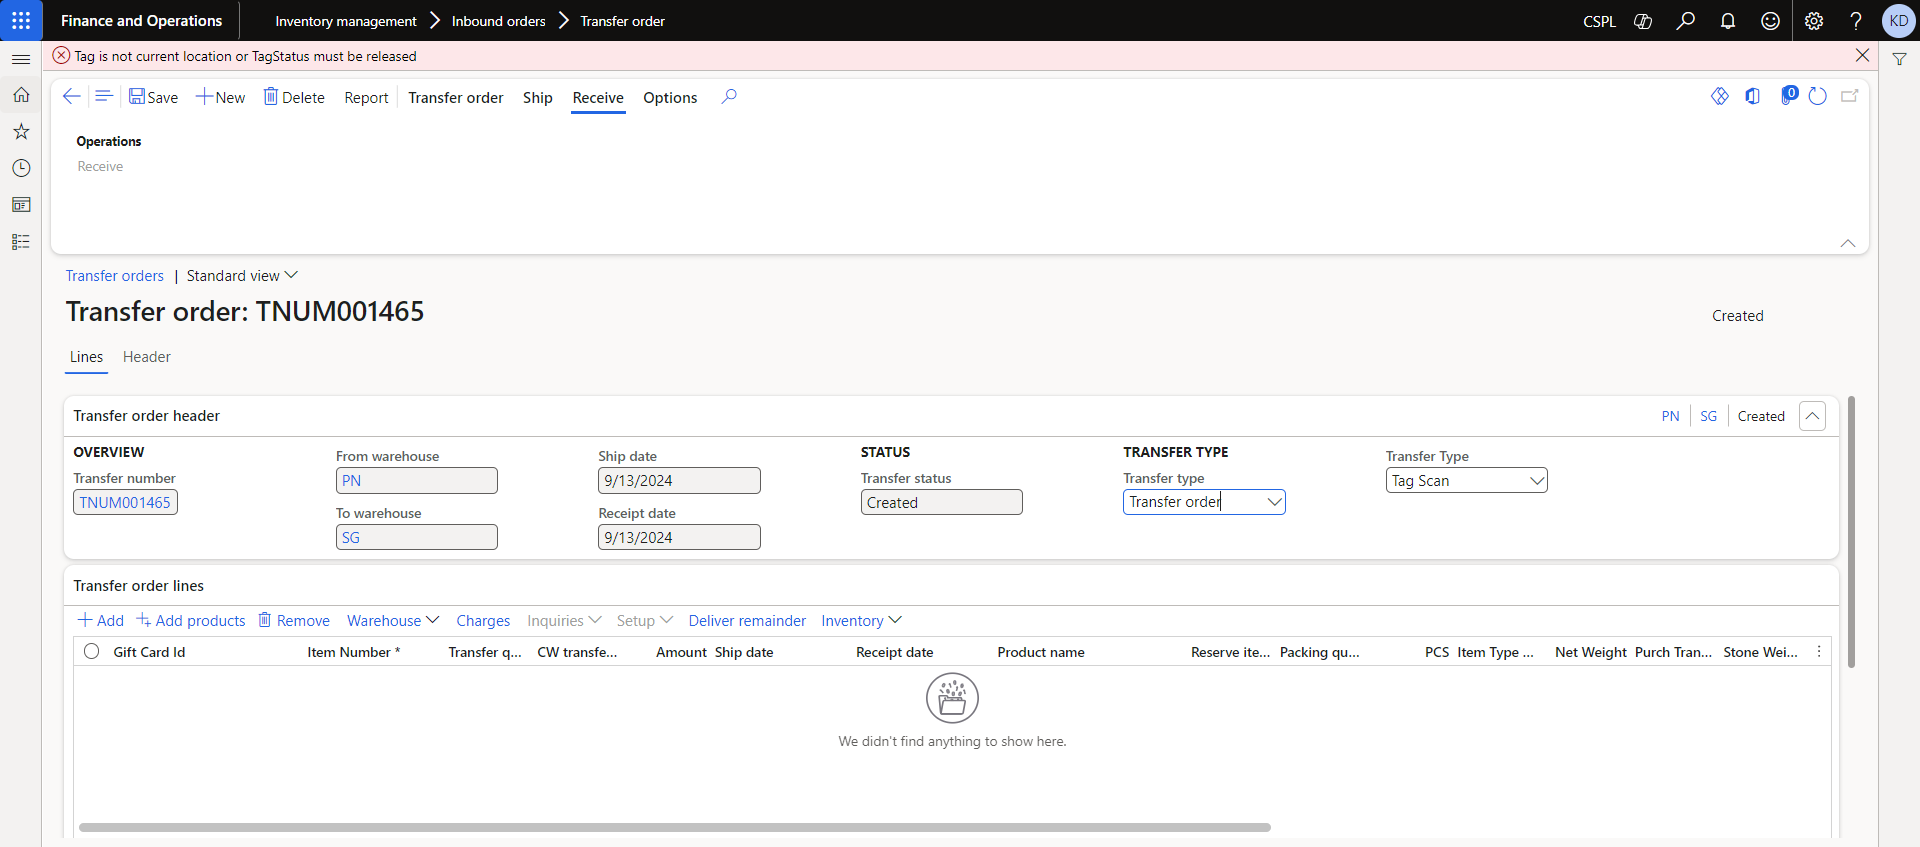 Finance and Operations
Inventory management > Inbound orders > Transfer order
CSPL
KD
Tag is not current location or TagStatus must be released
Save
New
Delete
Report
Transfer order
Ship
Receive
Options
0
Operations
Receive
Transfer orders | Standard view
Transfer order: TNUM001465
Created
Lines
Header
Transfer order header
PN
SG
Created
OVERVIEW
Transfer number
TNUM001465
From warehouse
PN
To warehouse
SG
Ship date
9/13/2024
Receipt date
9/13/2024
STATUS
Transfer status
Created
TRANSFER TYPE
Transfer type
Transfer order
Transfer Type
Tag Scan
Transfer order lines
Add
Add products
Remove
Warehouse
Charges
Inquiries
Setup
Deliver remainder
Inventory
Gift Card Id
Item Number *
Transfer q...
CW transfe...
Amount
Ship date
Receipt date
Product name
Reserve ite...
Packing qu...
PCS
Item Type ...
Net Weight
Purch Tran...
Stone Wei...
We didn't find anything to show here.